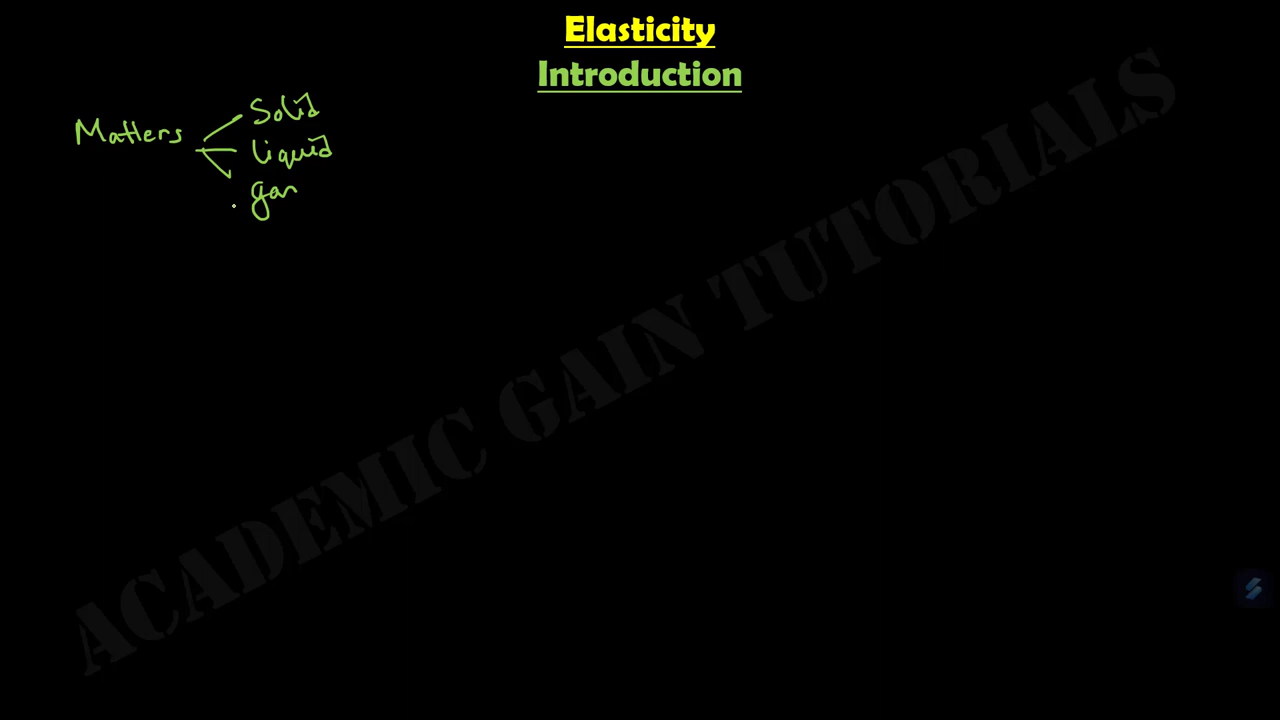 Elasticity
Introduction
Matters
Solid
liquid
gas
ACADEMIC GAIN TUTORIALS